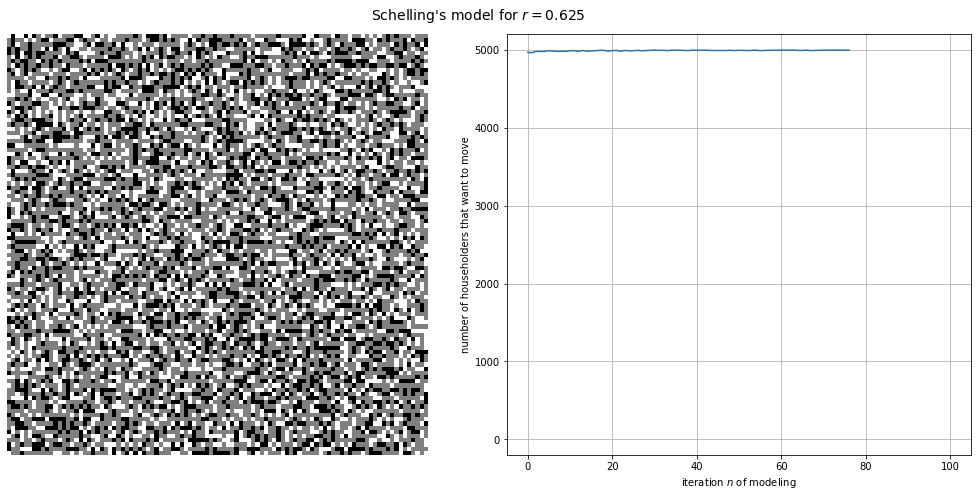 Schelling's model for r = 0.625
number of householders that want to move
5000
4000
3000
2000
1000
0
0 20 40 60 80 100
iteration n of modeling